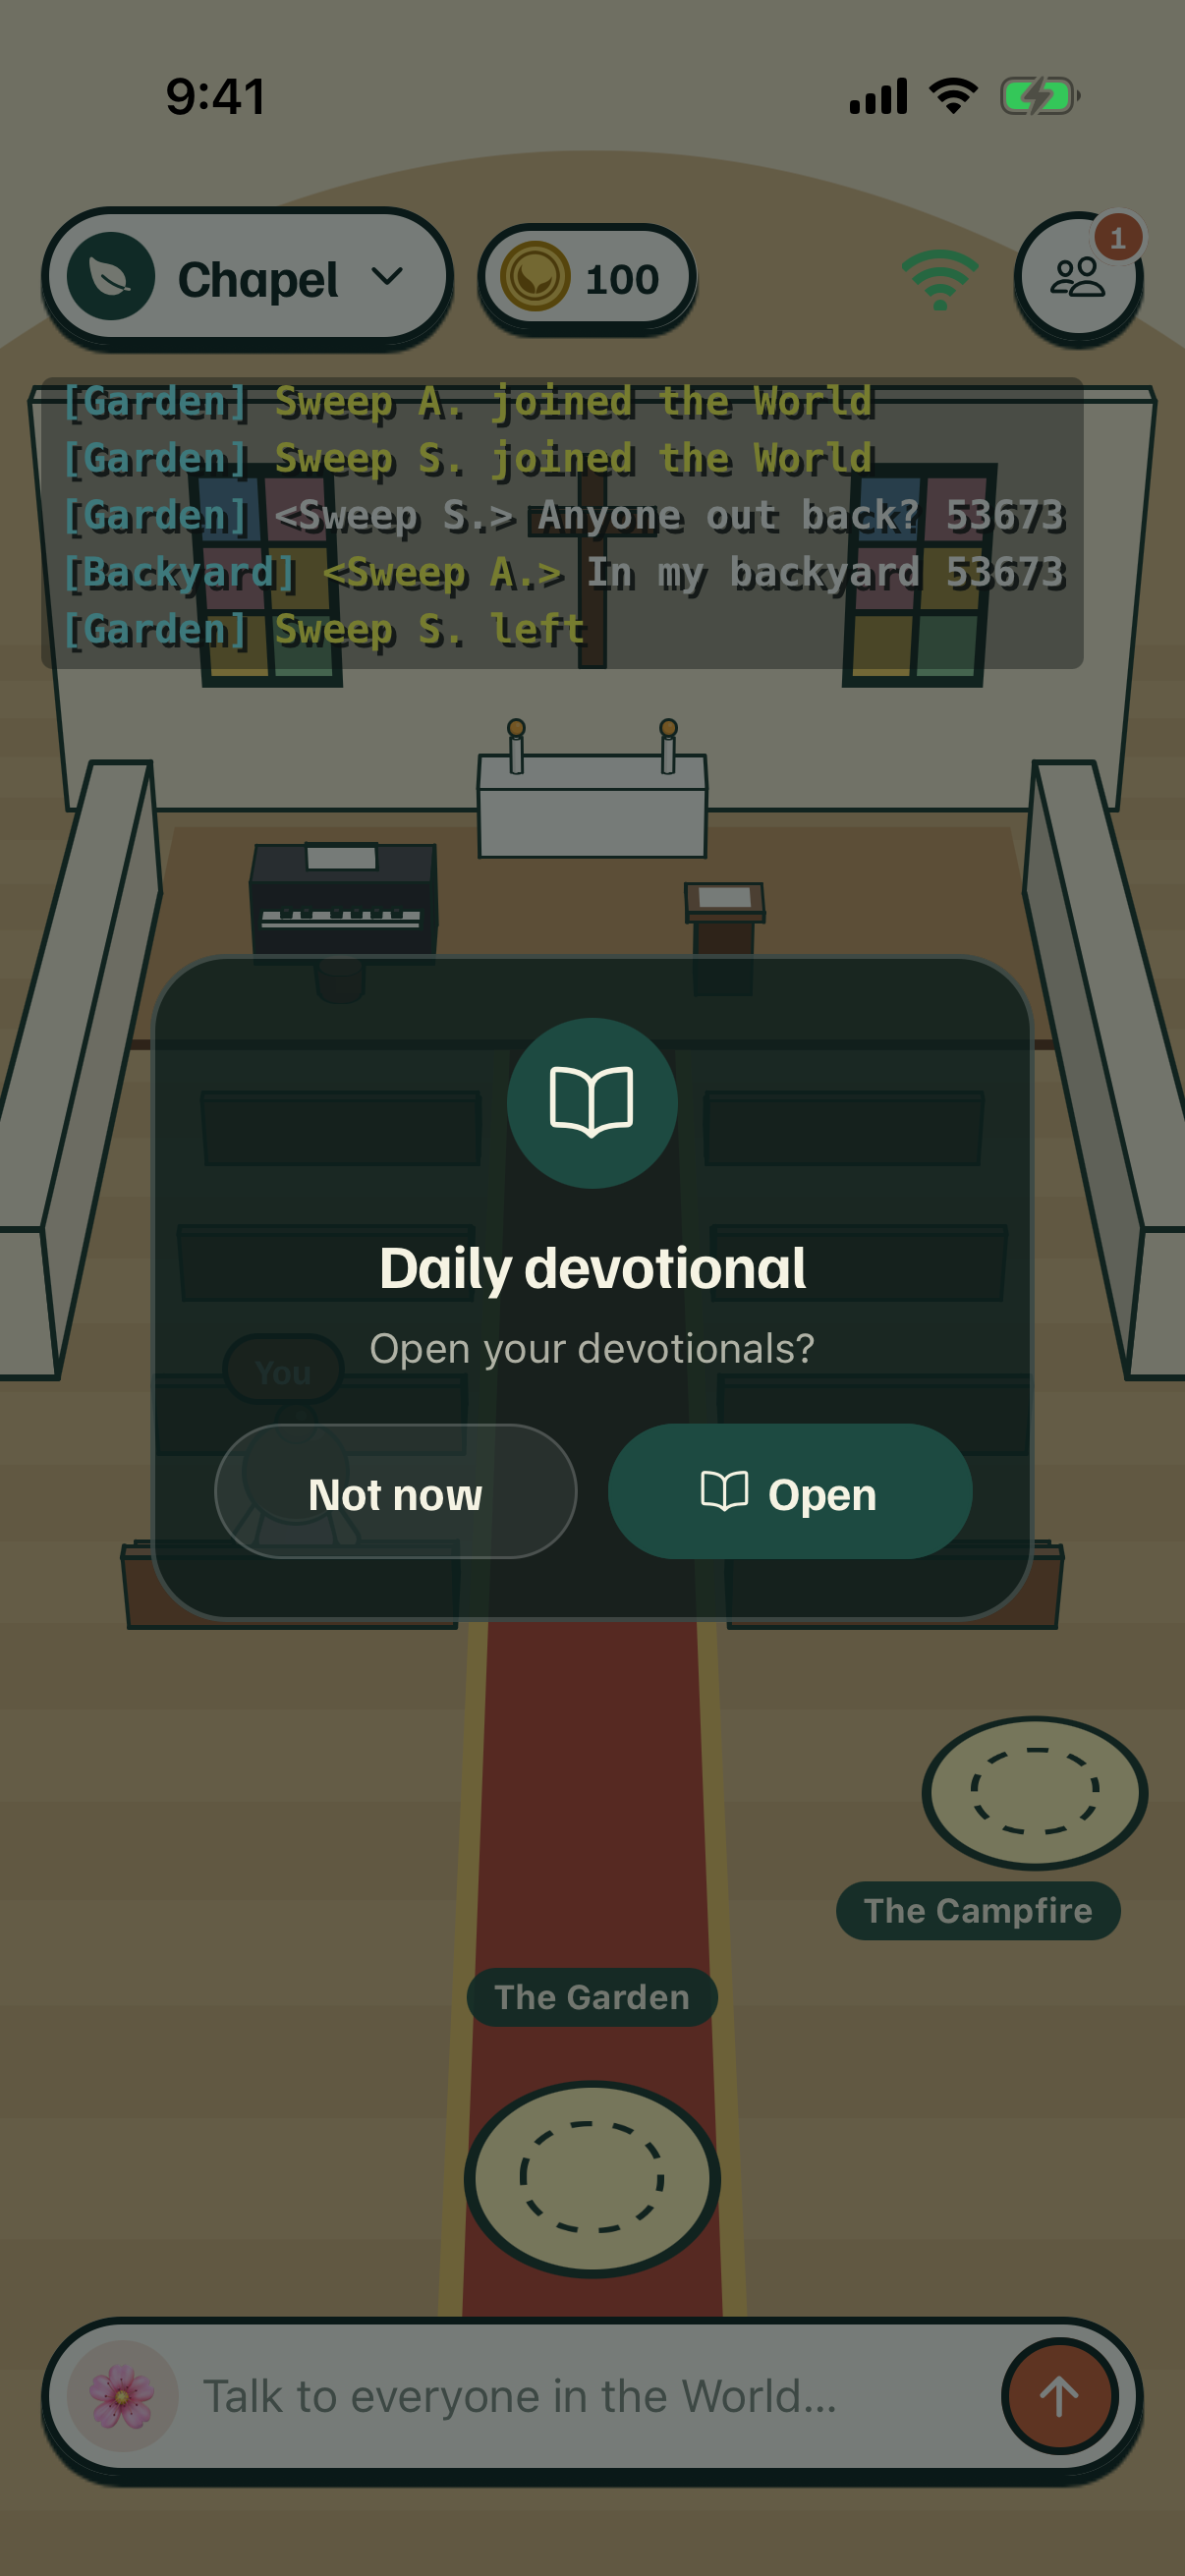 9:41
Chapel
100
1
[Garden] Sweep A. joined the World
[Garden] Sweep S. joined the World
[Garden] <Sweep S.> Anyone out back? 53673
[Backyard] <Sweep A.> In my backyard 53673
[Garden] Sweep S. left
Daily devotional
Open your devotionals?
You
Not now
Open
The Campfire
The Garden
Talk to everyone in the World...